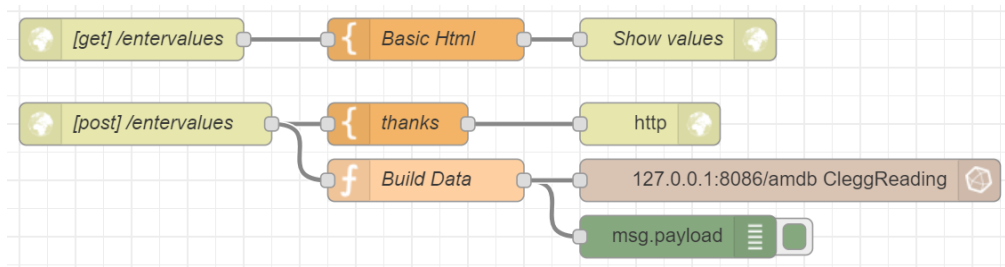 [get] /entervalues
Basic Html
Show values
[post] /entervalues
thanks
http
Build Data
127.0.0.1:8086/amdb CleggReading
msg.payload